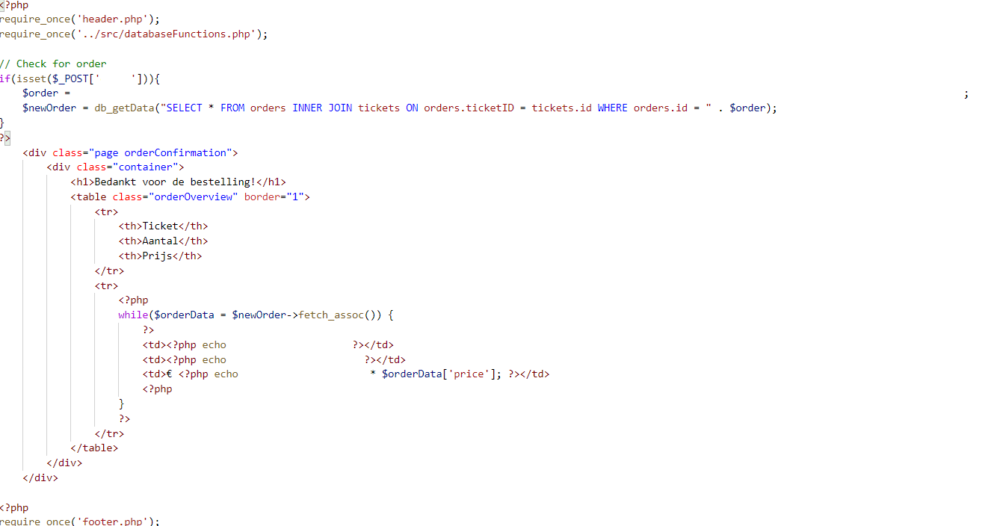 <?php
require_once('header.php');
require_once('../src/databaseFunctions.php');
// Check for order
if(isset($_POST['      '])){
$order =                                                                                                                                                      ;
$newOrder = db_getData("SELECT * FROM orders INNER JOIN tickets ON orders.ticketID = tickets.id WHERE orders.id = " . $order);
}
?>
<div class="page orderConfirmation">
<div class="container">
<h1>Bedankt voor de bestelling!</h1>
<table class="orderOverview" border="1">
<tr>
<th>Ticket</th>
<th>Aantal</th>
<th>Prijs</th>
</tr>
<tr>
<?php
while($orderData = $newOrder->fetch_assoc()) {
?>
<td><?php echo                      ?></td>
<td><?php echo                        ?></td>
<td>€ <?php echo                       * $orderData['price']; ?></td>
<?php
}
?>
</tr>
</table>
</div>
</div>
<?php
require_once('footer.php');